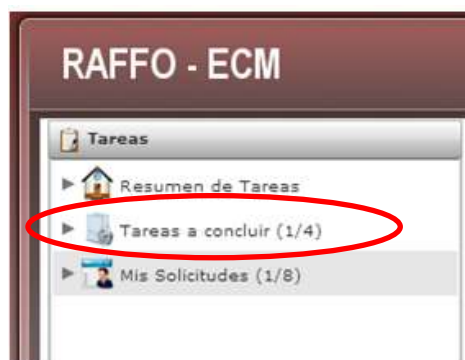 RAFFO - ECM
Tareas
Resumen de Tareas
Tareas a concluir (1/4)
Mis Solicitudes (1/8)